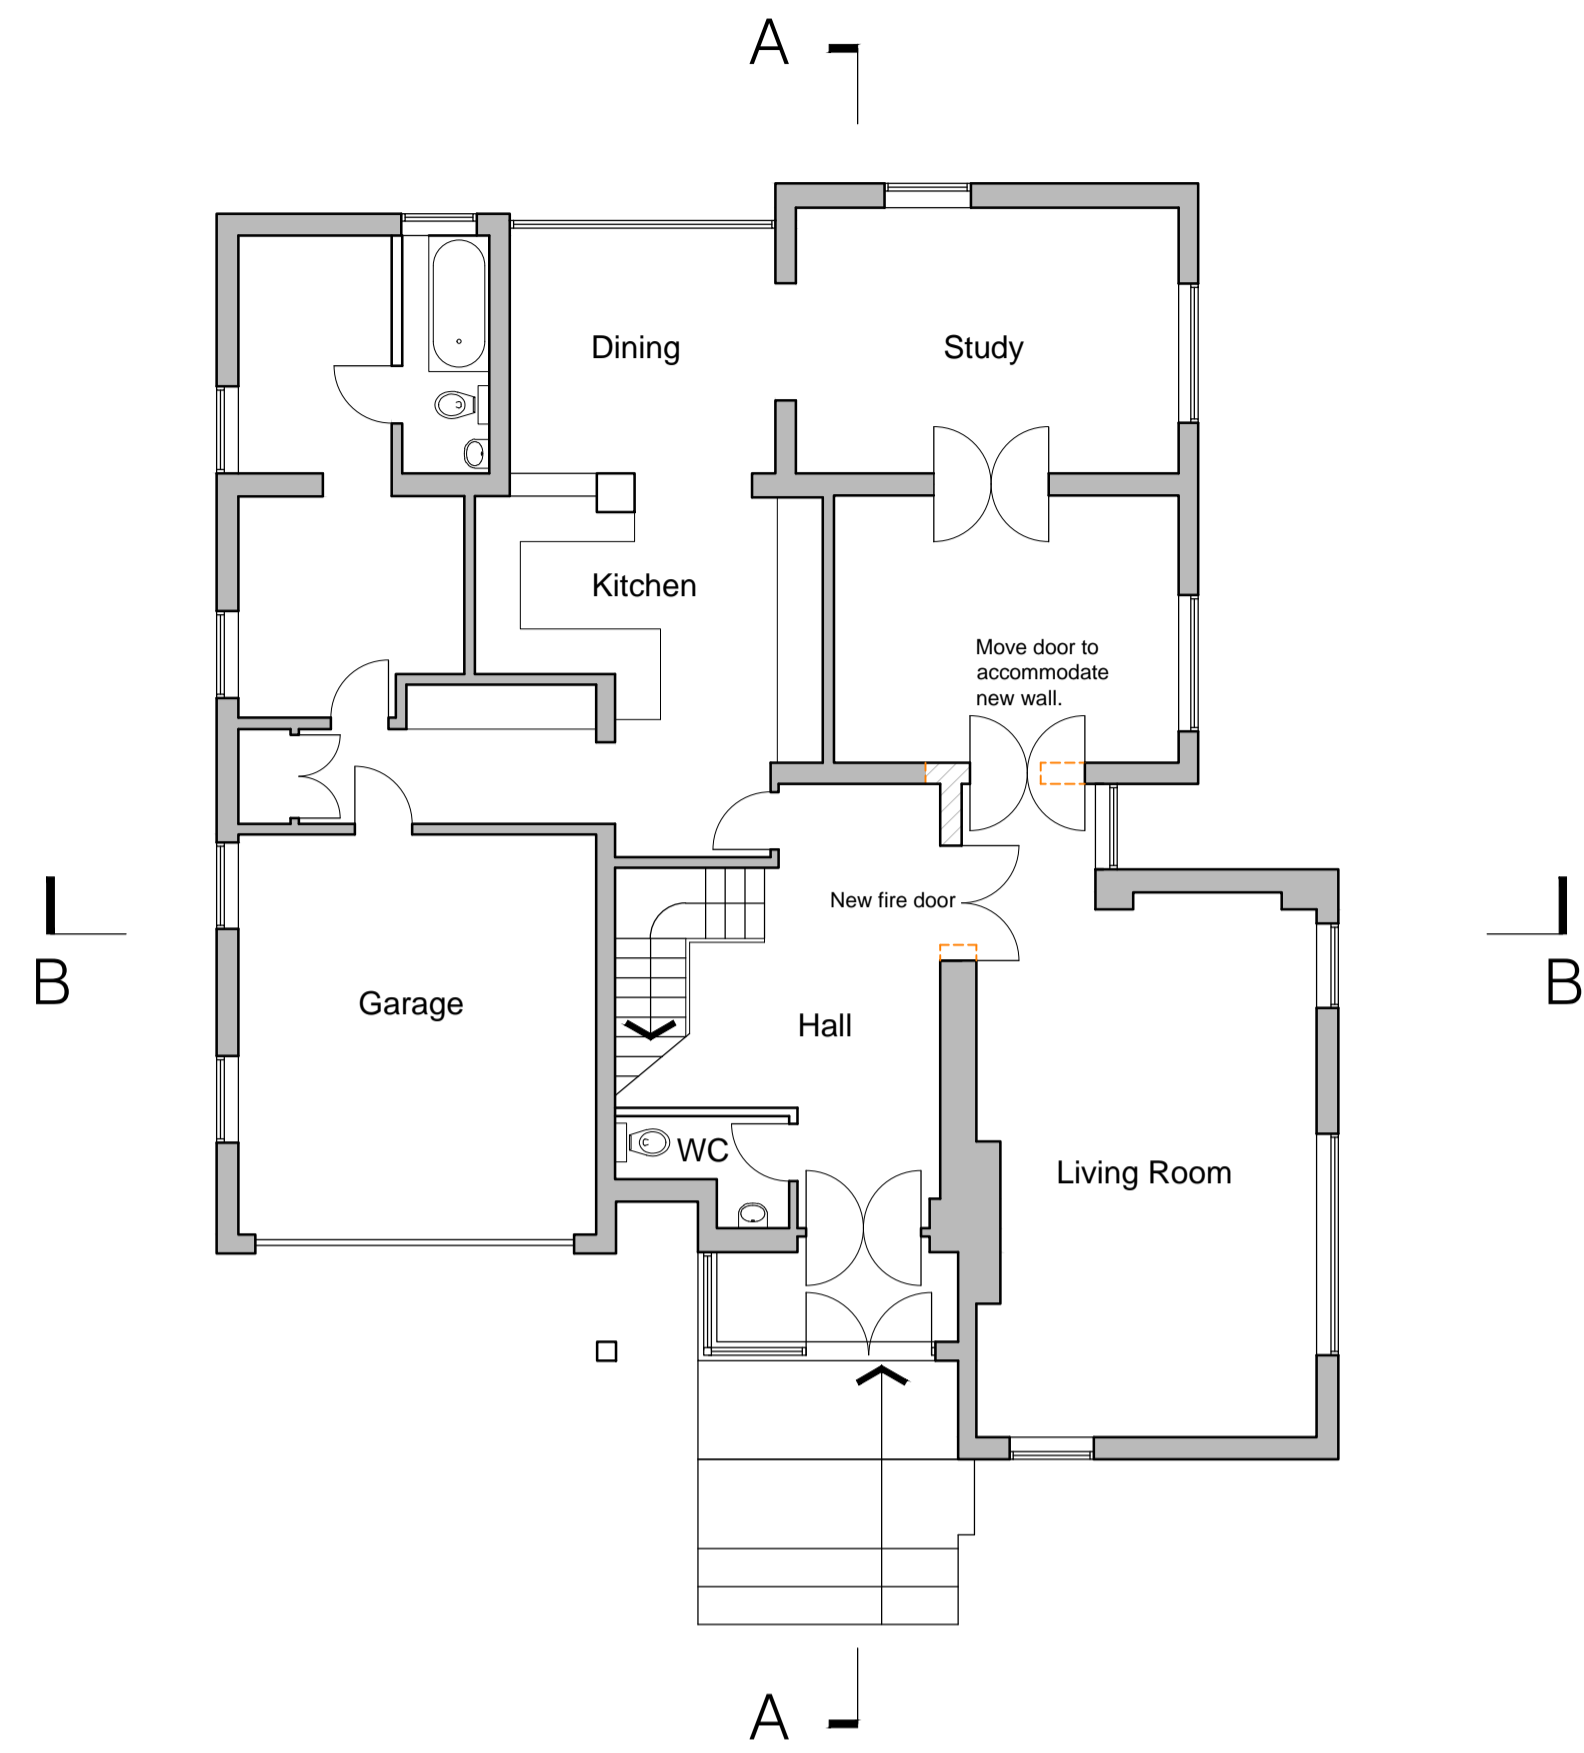 A
Dining
Study
Kitchen
Move door to
accommodate
new wall.
New fire door
B
B
Garage
Hall
WC
Living Room
A